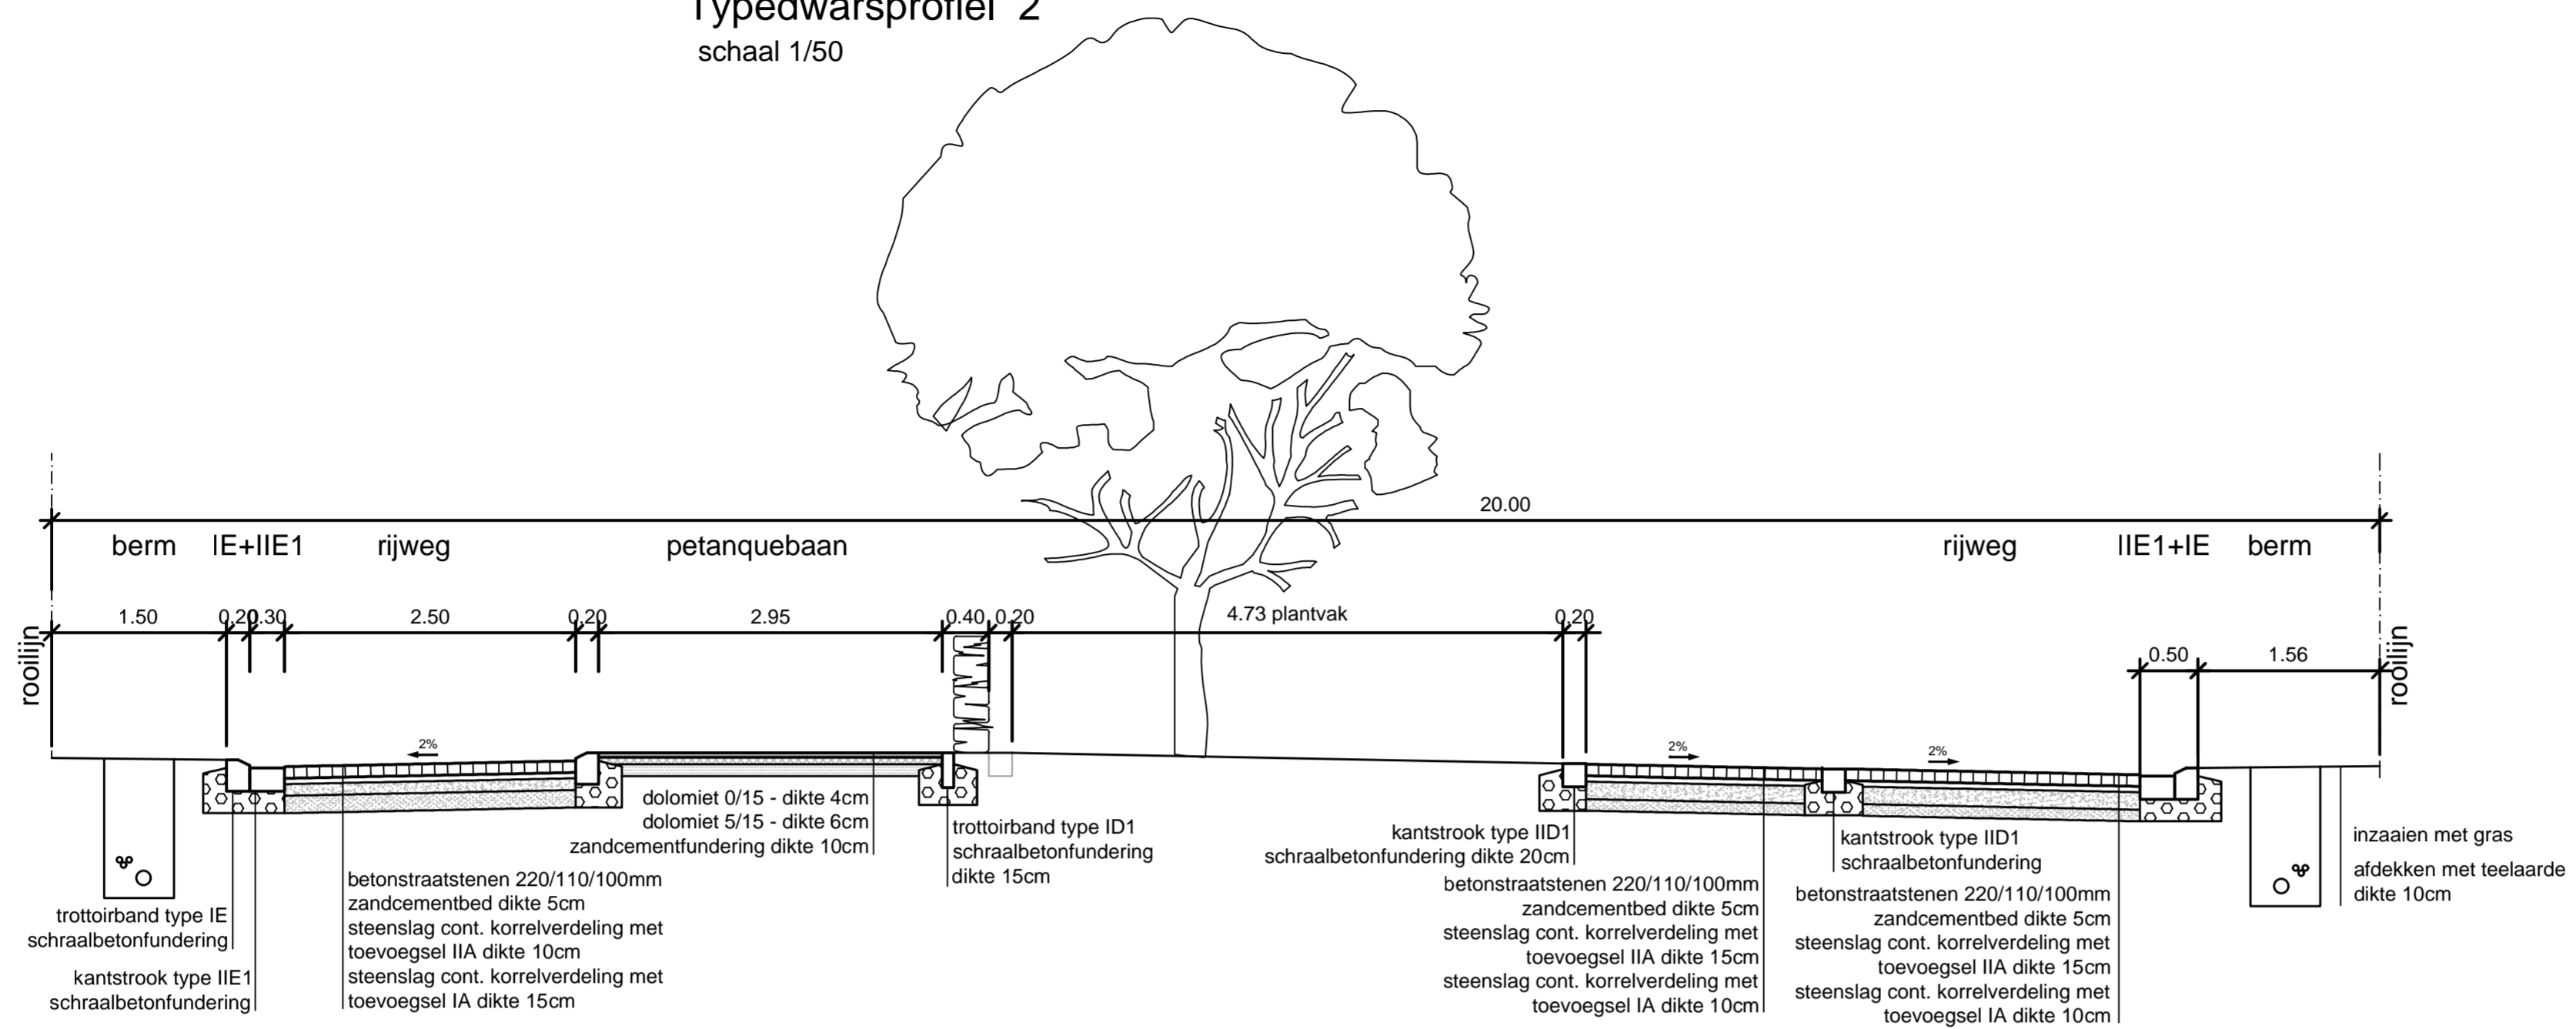 Typedwarsprofiel 2
schaal 1/50
20.00
berm
IE+IIE1
rijweg
petanquebaan
rijweg
IIE1+IE
berm
1.50
0.20
0.30
2.50
0.20
2.95
0.40
0.20
4.73 plantvak
0.20
0.50
1.56
rooilijn
rooilijn
2%
2%
2%
trottoirband type IE
schraalbetonfundering
kantstrook type IIE1
schraalbetonfundering
betonstraatstenen 220/110/100mm
zandcementbed dikte 5cm
steenslag cont. korrelverdeling met
toevoegsel IIA dikte 10cm
steenslag cont. korrelverdeling met
toevoegsel IA dikte 15cm
dolomiet 0/15 - dikte 4cm
dolomiet 5/15 - dikte 6cm
zandcementfundering dikte 10cm
trottoirband type ID1
schraalbetonfundering
dikte 15cm
kantstrook type IID1
schraalbetonfundering dikte 20cm
betonstraatstenen 220/110/100mm
zandcementbed dikte 5cm
steenslag cont. korrelverdeling met
toevoegsel IIA dikte 15cm
steenslag cont. korrelverdeling met
toevoegsel IA dikte 10cm
kantstrook type IID1
schraalbetonfundering
betonstraatstenen 220/110/100mm
zandcementbed dikte 5cm
steenslag cont. korrelverdeling met
toevoegsel IIA dikte 15cm
steenslag cont. korrelverdeling met
toevoegsel IA dikte 10cm
inzaaien met gras
afdekken met teelaarde
dikte 10cm